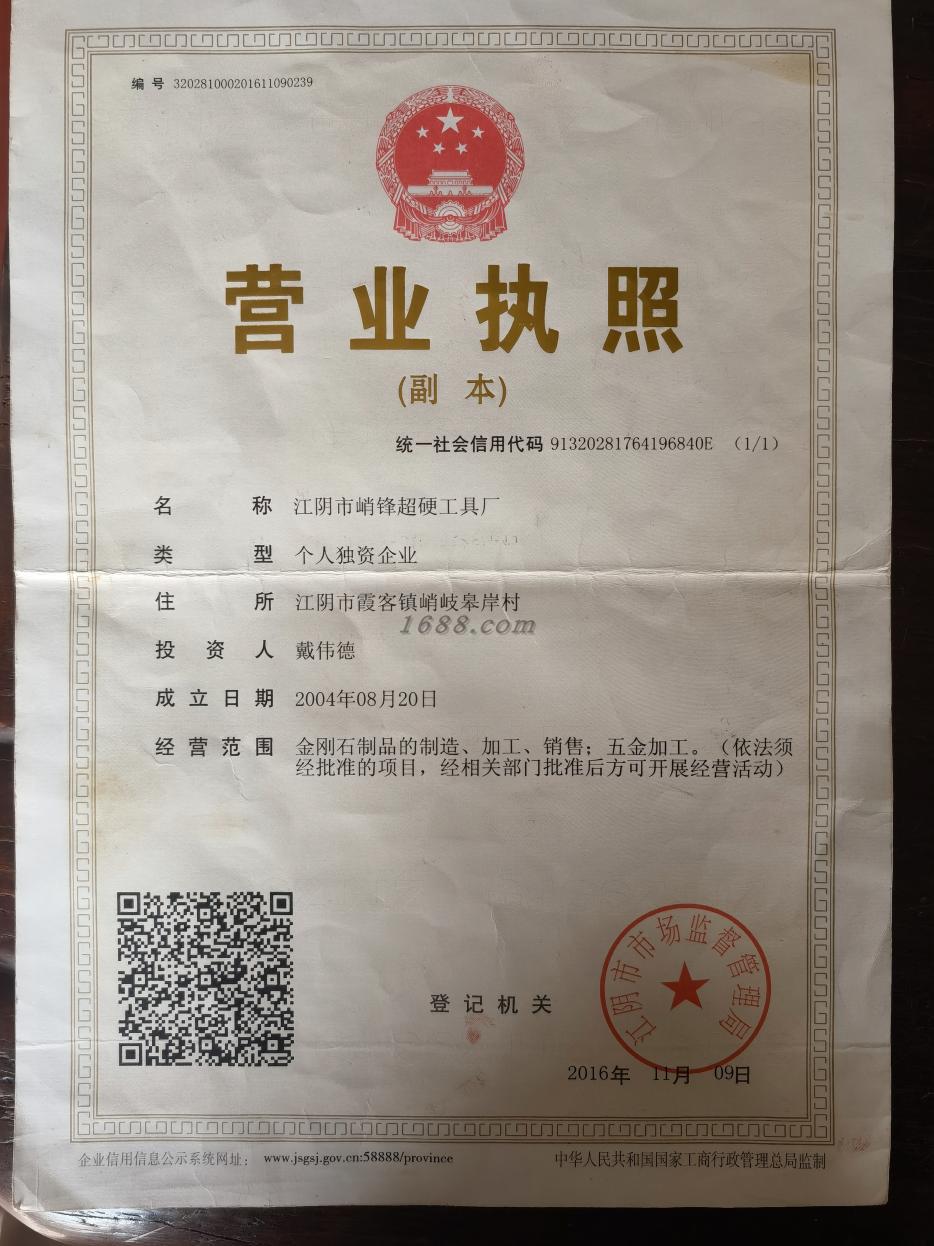 编 号 320281000201611090239
营业执照
(副 本)
统一社会信用代码 91320281764196840E (1/1)
名 称 江阴市峭锋超硬工具厂
类 型 个人独资企业
住 所 江阴市霞客镇峭岐皋岸村
1688.com
投 资 人 戴伟德
成 立 日 期 2004年08月20日
经 营 范 围 金刚石制品的制造、加工、销售；五金加工。（依法须
经批准的项目，经相关部门批准后方可开展经营活动）
江阴市市场监督管理局
登 记 机 关
2016年 11月 09日
企业信用信息公示系统网址： www.jsgsj.gov.cn:58888/province
中华人民共和国国家工商行政管理总局监制